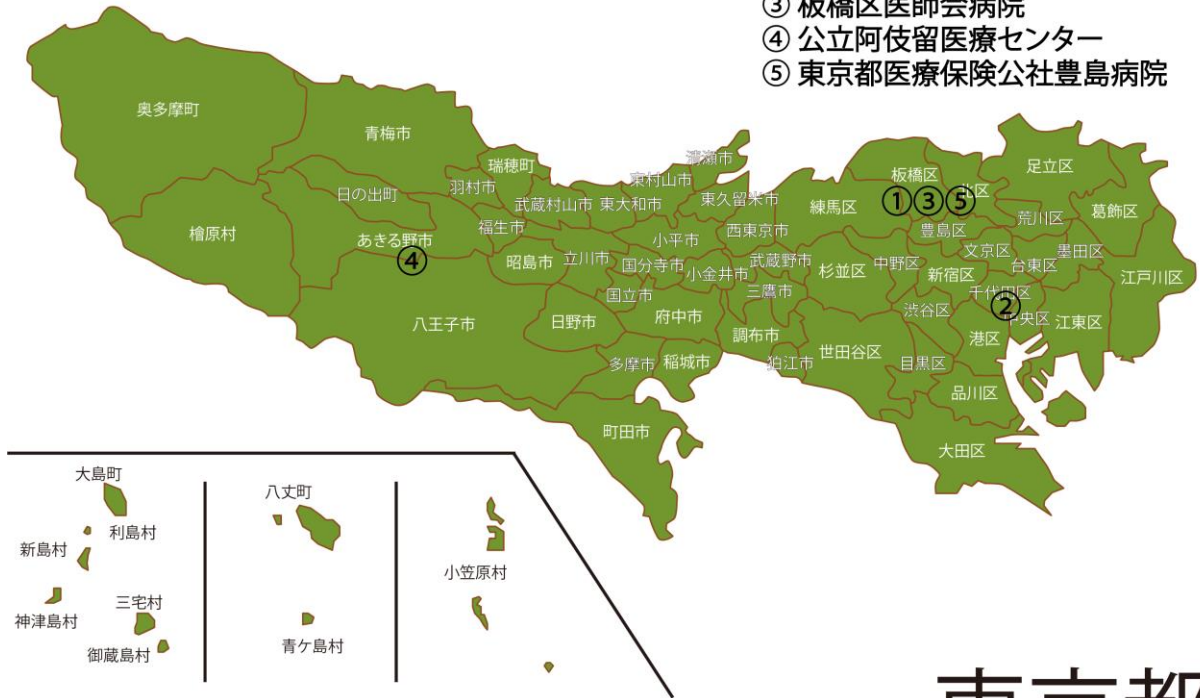 ③ 板橋区医師会病院
④ 公立阿伎留医療センター
⑤ 東京都医療保険公社豊島病院
奥多摩町
青梅市
瑞穂町
清瀬市
東村山市
板橋区
足立区
日の出町
羽村市
武蔵村山市
東大和市
東久留米市
練馬区
① ③ ⑤
北区
荒川区
葛飾区
檜原村
あきる野市
福生市
小平市
西東京市
豊島区
④
昭島市
立川市
国分寺市
小金井市
武蔵野市
杉並区
中野区
新宿区
文京区
台東区
墨田区
江戸川区
国立市
三鷹市
千代田区
②
中央区
江東区
八王子市
日野市
府中市
調布市
渋谷区
港区
多摩市
稲城市
狛江市
世田谷区
目黒区
品川区
町田市
大田区
大島町
利島村
新島村
神津島村
三宅村
御蔵島村
八丈町
青ケ島村
小笠原村
東京都